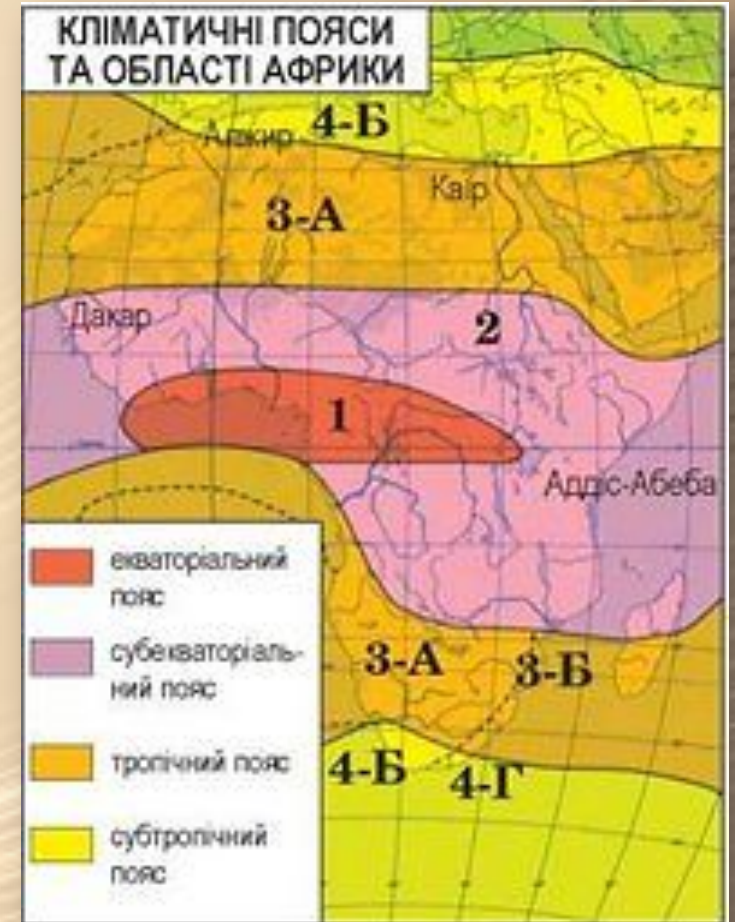 КЛІМАТИЧНІ ПОЯСИ
ТА ОБЛАСТІ АФРИКИ
4-Б
Алжир
Каїр
3-А
Дакар
2
1
Аддіс-Абеба
екваторіальний
пояс
субекваторіаль-
ний пояс
тропічний пояс
субтропічний
пояс
3-А
3-Б
4-Б
4-Г